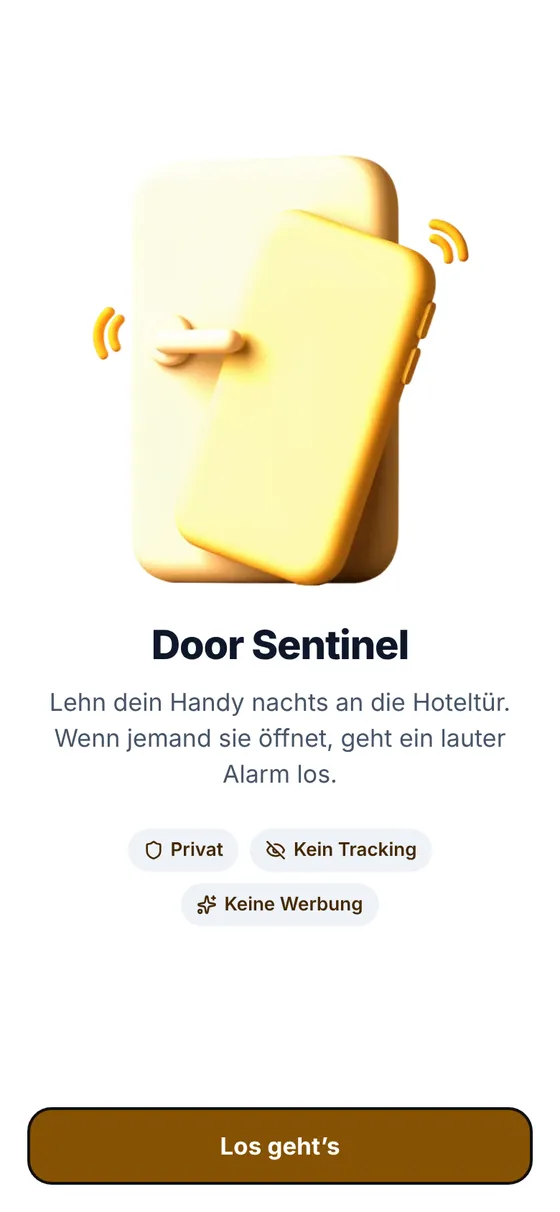 Door Sentinel
Lehn dein Handy nachts an die Hoteltür.
Wenn jemand sie öffnet, geht ein lauter
Alarm los.
Privat
Kein Tracking
Keine Werbung
Los geht’s